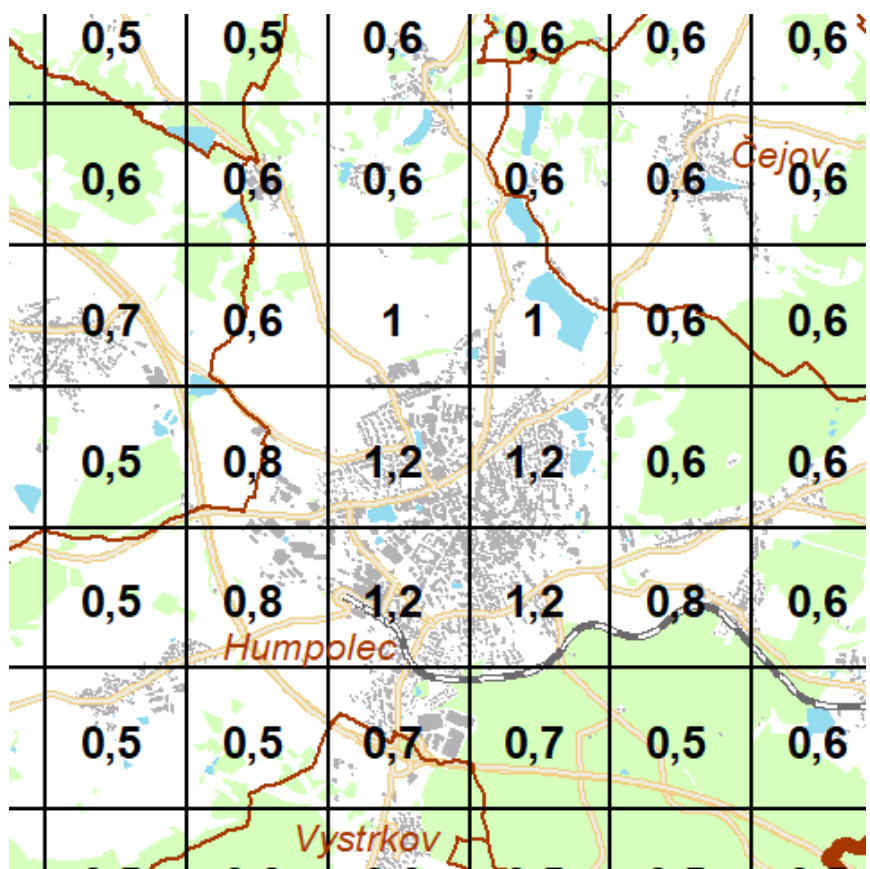 0,5 0,5 0,6 0,6 0,6 0,6
Čejov
0,6 0,6 0,6 0,6 0,6 0,6
0,7 0,6 1 1 0,6 0,6
0,5 0,8 1,2 1,2 0,6 0,6
0,5 0,8 1,2 1,2 0,8 0,6
Humpolec
0,5 0,5 0,7 0,7 0,5 0,6
Vystrkov